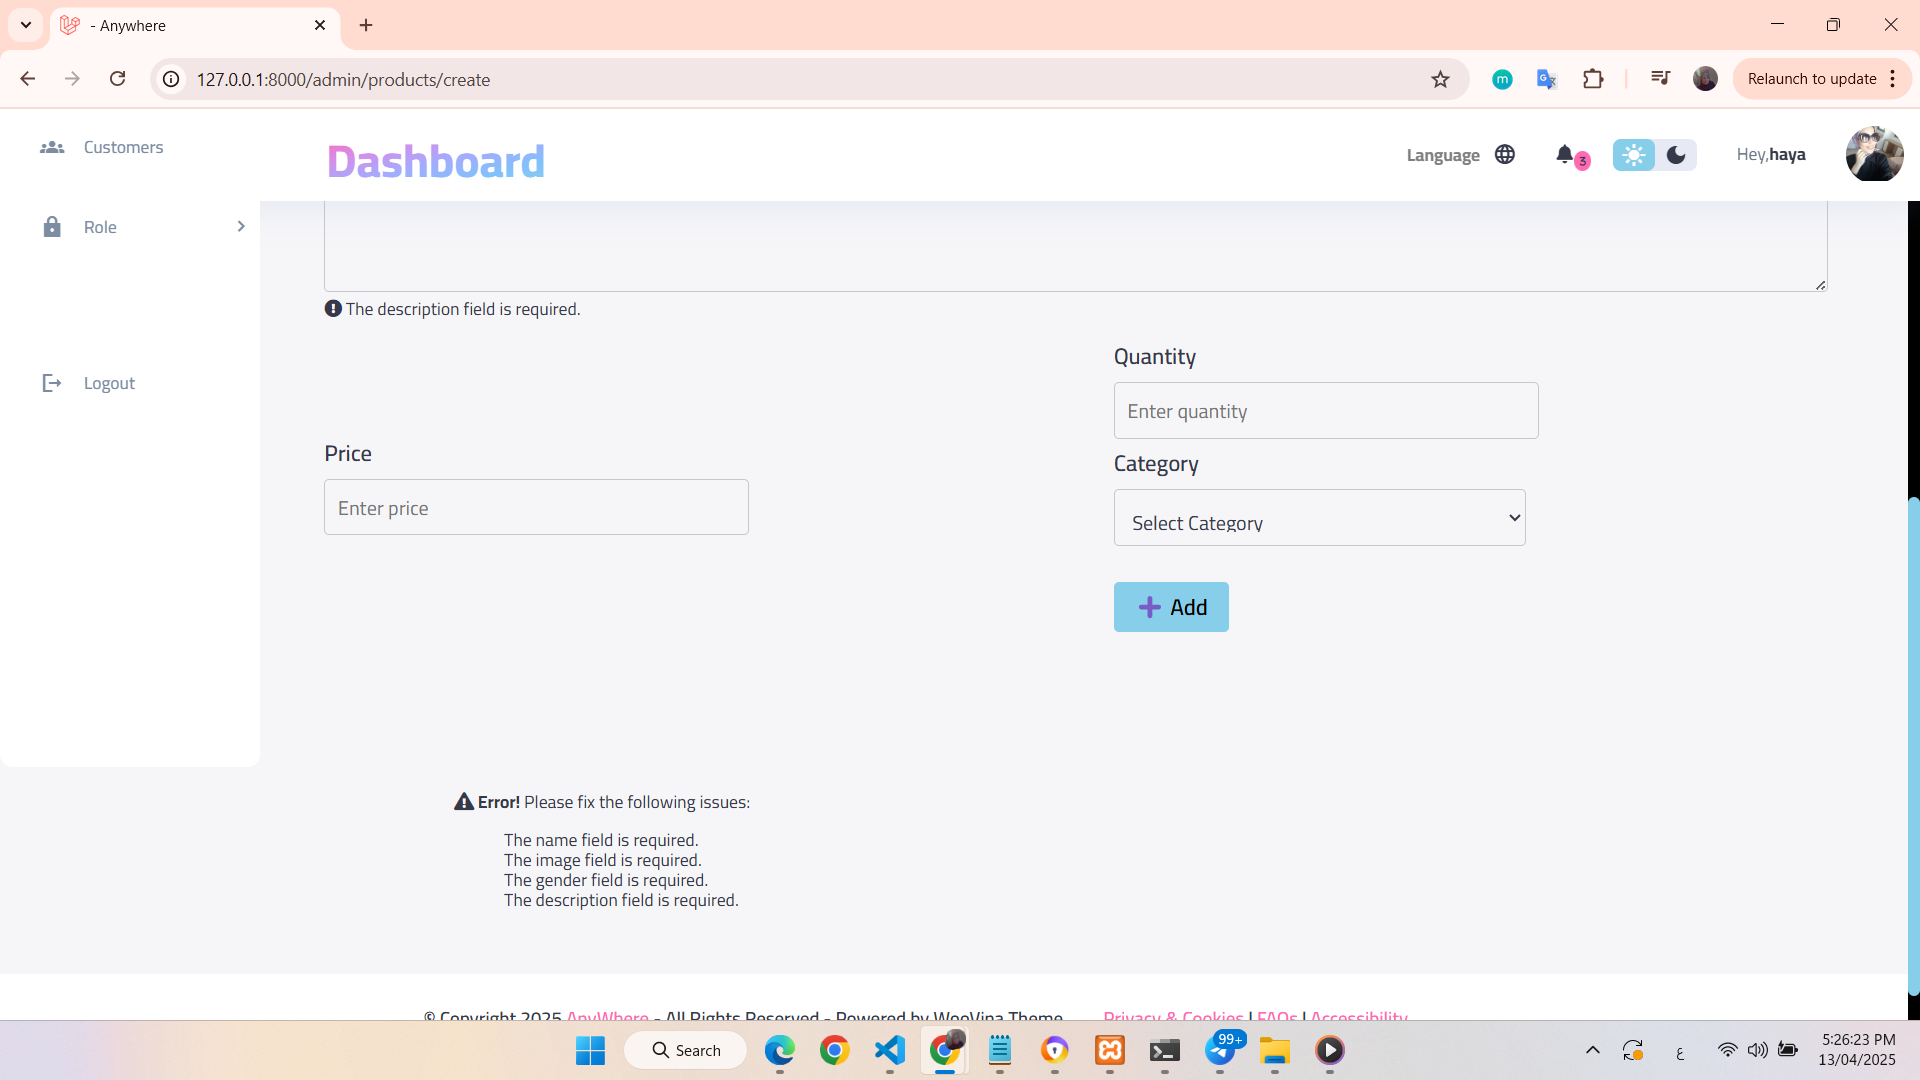 - Anywhere
127.0.0.1:8000/admin/products/create
m
G
Relaunch to update
Customers
Dashboard
Language
3
Hey,haya
Role
The description field is required.
Quantity
Enter quantity
Logout
Price
Category
Enter price
Select Category
Add
Error! Please fix the following issues:
The name field is required.
The image field is required.
The gender field is required.
The description field is required.
© Copyright 2025 AnyWhere - All Rights Reserved - Powered by WooVina Theme
Privacy & Cookies | FAQs | Accessibility
Search
99+
ع
5:26:23 PM
13/04/2025